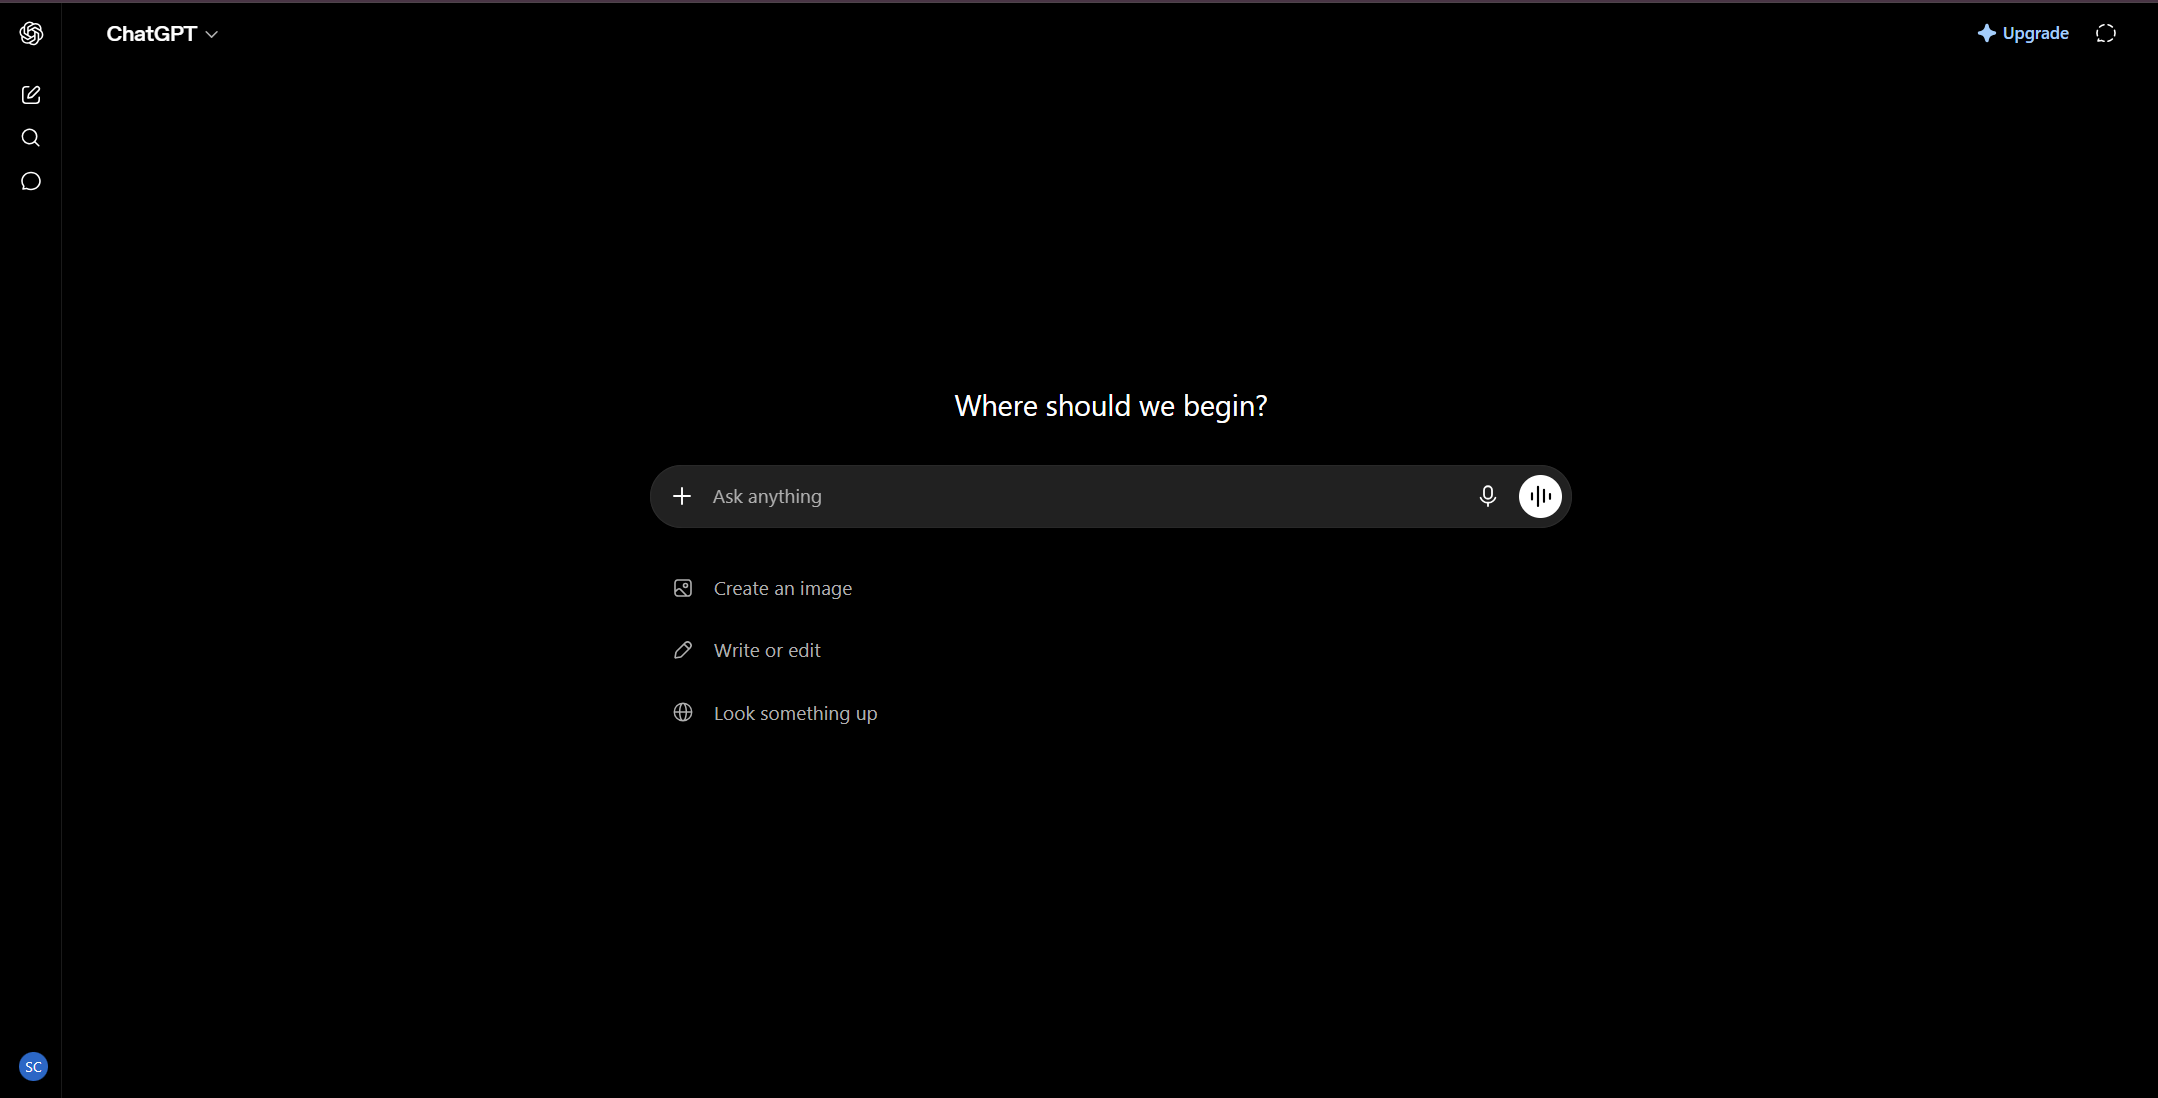 ChatGPT
Upgrade
Where should we begin?
Ask anything
Create an image
Write or edit
Look something up
SC